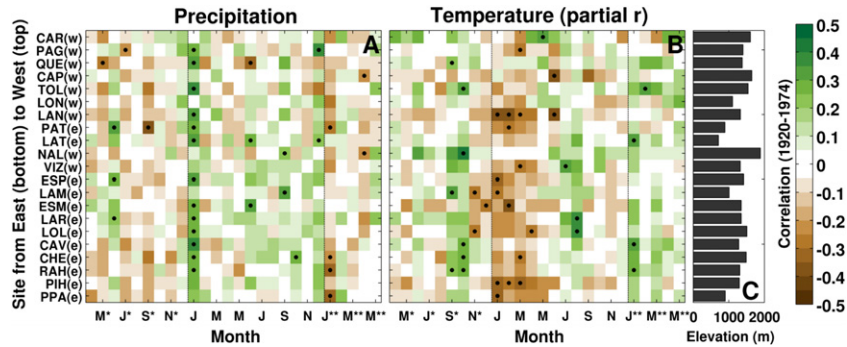 Precipitation
Temperature (partial r)
Site from East (bottom) to West (top)
CAR(w)
PAG(w)
QUE(w)
CAP(w)
TOL(w)
LON(w)
LAN(w)
PAT(e)
LAT(e)
NAL(w)
VIZ(w)
ESP(e)
LAM(e)
ESM(e)
LAR(e)
LOL(e)
CAV(e)
CHE(w)
RAH(e)
PIH(e)
PPA(e)
A
B
C
M* J* S* N* J M M J S N J** M** M**
Month
M* J* S* N* J M M J S N J** M** M**
Month
0 1000 2000
Elevation (m)
0.5
0.4
0.3
0.2
0.1
0
-0.1
-0.2
-0.3
-0.4
-0.5
Correlation (1920-1974)